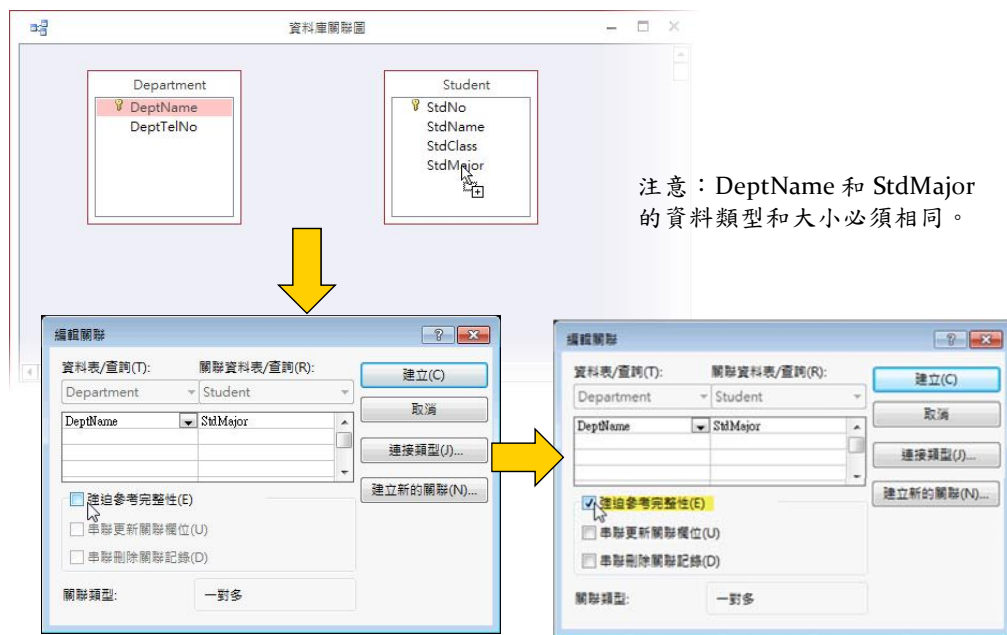 資料庫關聯圖
Department
DeptName
DeptTelNo
Student
StdNo
StdName
StdClass
StdMajor
注意：DeptName 和 StdMajor
的資料類型和大小必須相同。
編輯關聯
資料表/查詢(T): 關聯資料表/查詢(R):
Department Student
DeptName StdMajor
建立(C)
取消
連接類型(J)...
建立新的關聯(N)...
強迫參考完整性(E)
串聯更新關聯欄位(U)
串聯刪除關聯記錄(D)
關聯類型: 一對多
編輯關聯
資料表/查詢(T): 關聯資料表/查詢(R):
Department Student
DeptName StdMajor
建立(C)
取消
連接類型(J)...
建立新的關聯(N)...
強迫參考完整性(E)
串聯更新關聯欄位(U)
串聯刪除關聯記錄(D)
關聯類型: 一對多